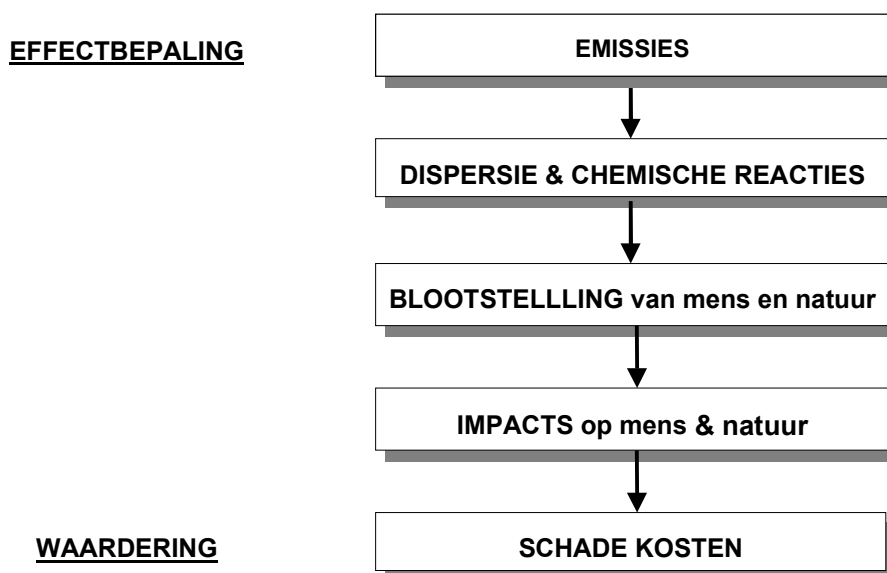 EFFECTBEPALING
EMISSIES
DISPERSIE & CHEMISCHE REACTIES
BLOOTSTELLLING van mens en natuur
IMPACTS op mens & natuur
WAARDERING
SCHADE KOSTEN